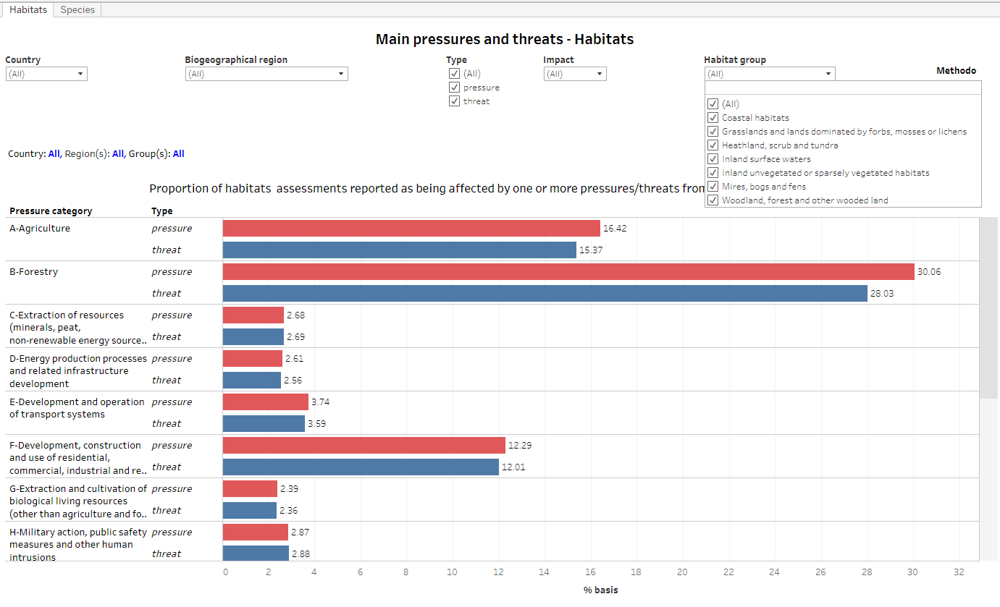 Habitats Species
Main pressures and threats - Habitats
Country Biogeographical region Type Impact Habitat group
(All) (All) (All) (All) (All) Methodo
pressure
threat
(All)
Coastal habitats
Grasslands and lands dominated by forbs, mosses or lichens
Heathland, scrub and tundra
Inland surface waters
Inland unvegetated or sparsely vegetated habitats
Mires, bogs and fens
Woodland, forest and other wooded land
Country: All, Region(s): All, Group(s): All
Proportion of habitats assessments reported as being affected by one or more pressures/threats from
Pressure category Type
A-Agriculture pressure 16.42
threat 15.37
B-Forestry pressure 30.06
threat 28.03
C-Extraction of resources pressure 2.68
(minerals, peat,
non-renewable energy source.. threat 2.69
D-Energy production processes pressure 2.61
and related infrastructure
development threat 2.56
E-Development and operation pressure 3.74
of transport systems
threat 3.59
F-Development, construction pressure 12.29
and use of residential,
commercial, industrial and re.. threat 12.01
G-Extraction and cultivation of pressure 2.39
biological living resources
(other than agriculture and fo.. threat 2.36
H-Military action, public safety pressure 2.87
measures and other human
intrusions threat 2.88
0 2 4 6 8 10 12 14 16 18 20 22 24 26 28 30 32
% basis